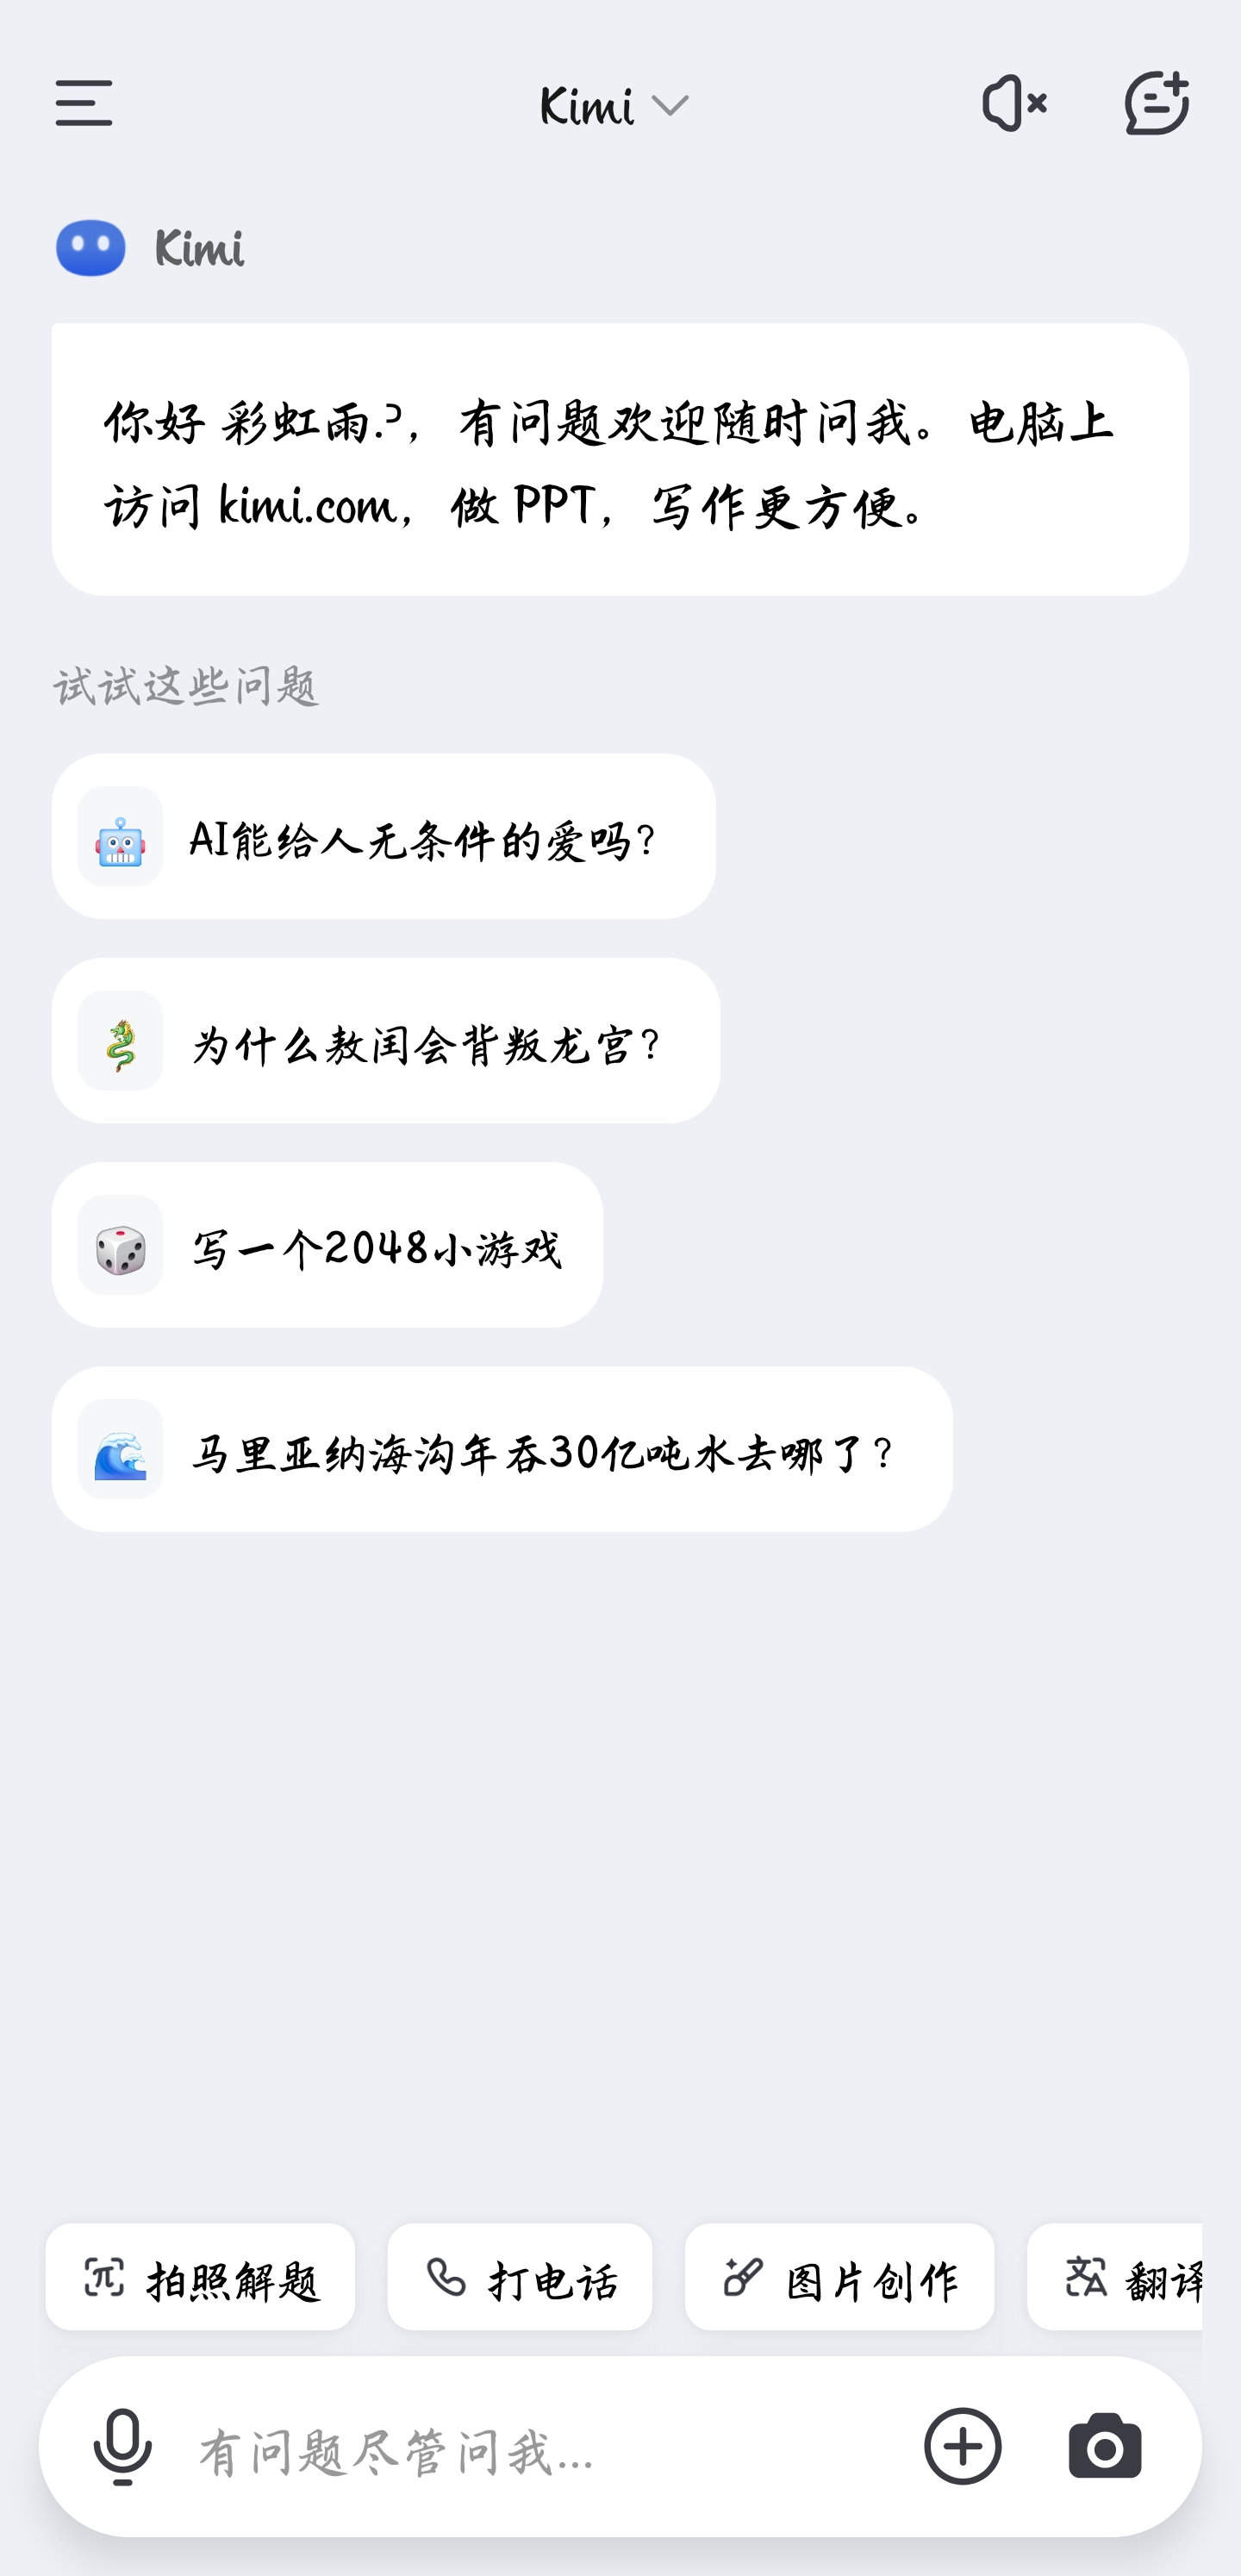 Kimi
Kimi
你好 彩虹雨.ɔ，有问题欢迎随时问我。电脑上
访问 kimi.com，做 PPT，写作更方便。
试试这些问题
AI能给人无条件的爱吗？
为什么敖闰会背叛龙宫？
写一个2048小游戏
马里亚纳海沟年吞30亿吨水去哪了？
拍照解题
打电话
图片创作
翻译
有问题尽管问我...